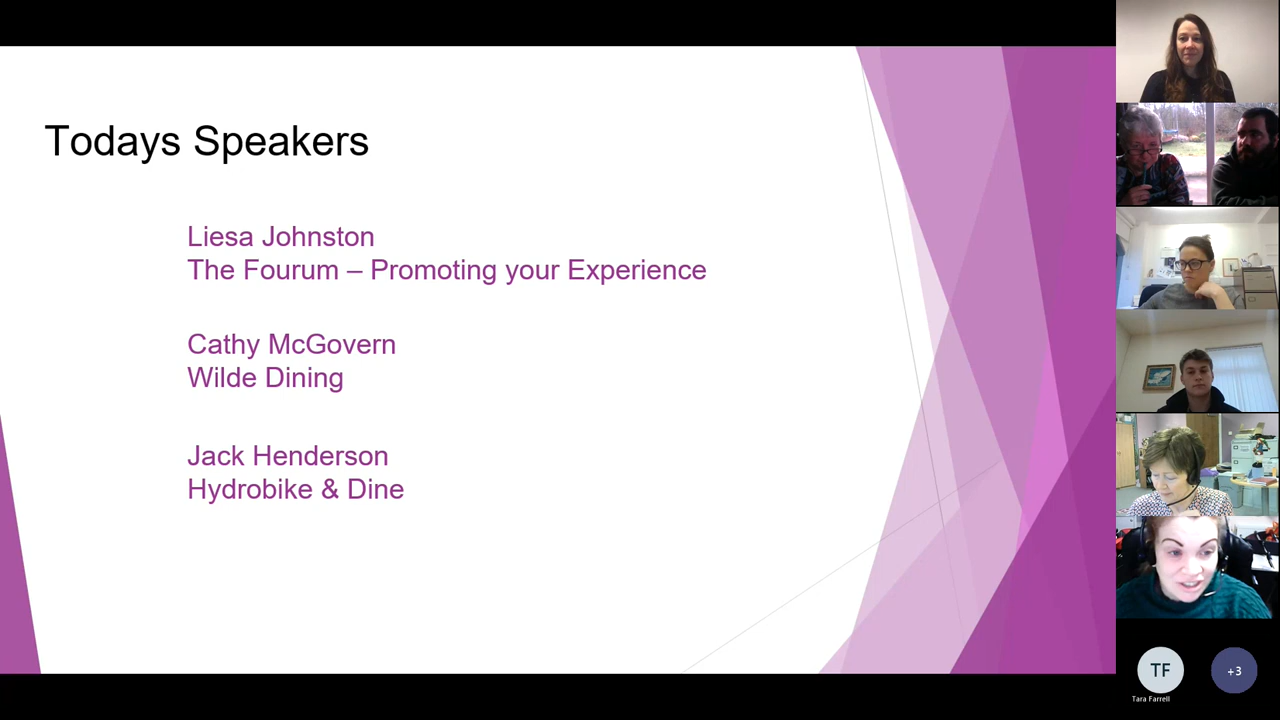 Todays Speakers
Liesa Johnston
The Fourum – Promoting your Experience
Cathy McGovern
Wilde Dining
Jack Henderson
Hydrobike & Dine
TF
+3
Tara Farrell